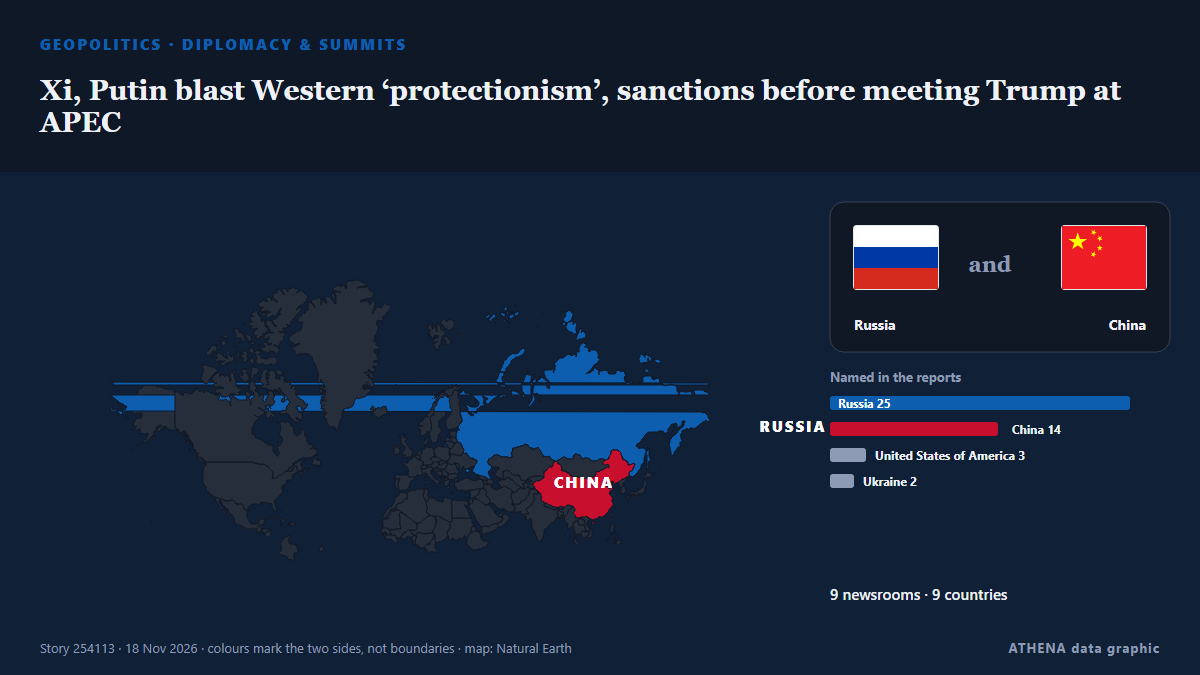 GEOPOLITICS · DIPLOMACY & SUMMITS
Xi, Putin blast Western ‘protectionism’, sanctions before meeting Trump at
APEC
and
Russia
China
Named in the reports
Russia 25
RUSSIA
China 14
United States of America 3
CHINA
Ukraine 2
9 newsrooms · 9 countries
Story 254113 · 18 Nov 2026 · colours mark the two sides, not boundaries · map: Natural Earth
ATHENA data graphic